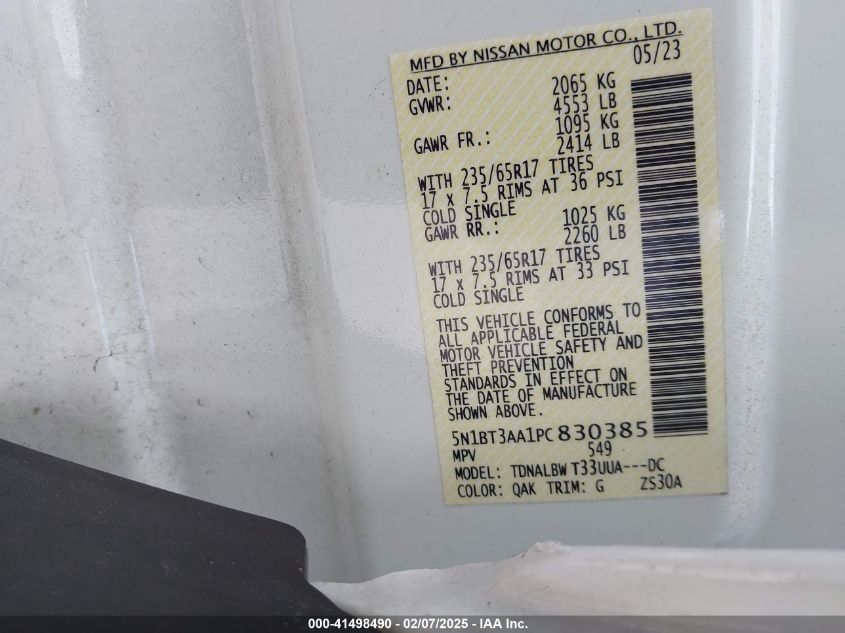 MFD BY NISSAN MOTOR CO., LTD.
DATE: 05/23
GVWR: 2065 KG
4553 LB
GAWR FR.: 1095 KG
2414 LB
WITH 235/65R17 TIRES
17 x 7.5 RIMS AT 36 PSI
COLD SINGLE
GAWR RR.: 1025 KG
2260 LB
WITH 235/65R17 TIRES
17 x 7.5 RIMS AT 33 PSI
COLD SINGLE
THIS VEHICLE CONFORMS TO
ALL APPLICABLE FEDERAL
MOTOR VEHICLE SAFETY AND
THEFT PREVENTION
STANDARDS IN EFFECT ON
THE DATE OF MANUFACTURE
SHOWN ABOVE.
5N1BT3AA1PC830385
MPV 549
MODEL: TDNALBW T33UUA---DC
COLOR: QAK TRIM: G ZS30A
000-41498490 - 02/07/2025 - IAA Inc.